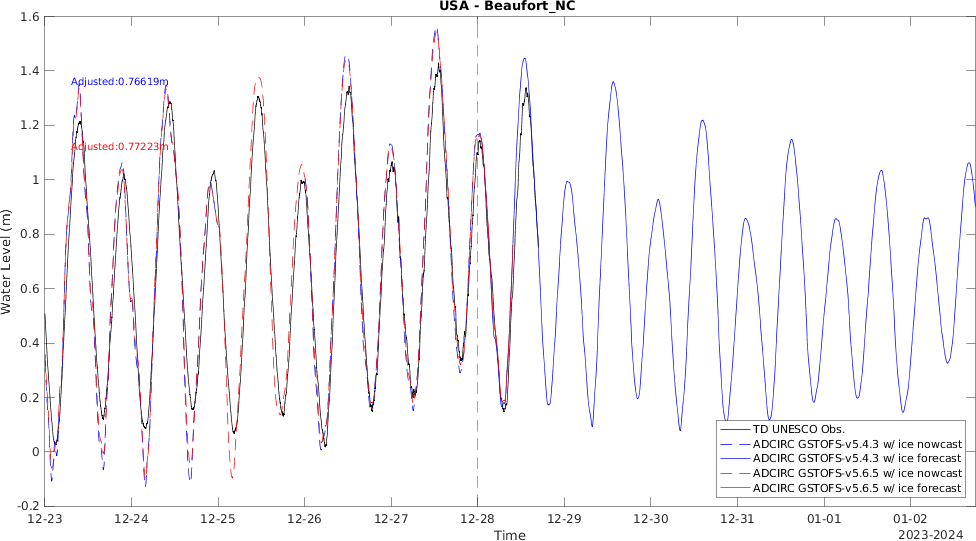 USA - Beaufort_NC
1.6
1.4
1.2
1
0.8
0.6
0.4
0.2
0
-0.2
Water Level (m)
Adjusted:0.76619m
Adjusted:0.77223m
TD UNESCO Obs.
ADCIRC GSTOFS-v5.4.3 w/ ice nowcast
ADCIRC GSTOFS-v5.4.3 w/ ice forecast
ADCIRC GSTOFS-v5.6.5 w/ ice nowcast
ADCIRC GSTOFS-v5.6.5 w/ ice forecast
12-23 12-24 12-25 12-26 12-27 12-28 12-29 12-30 12-31 01-01 01-02
Time
2023-2024